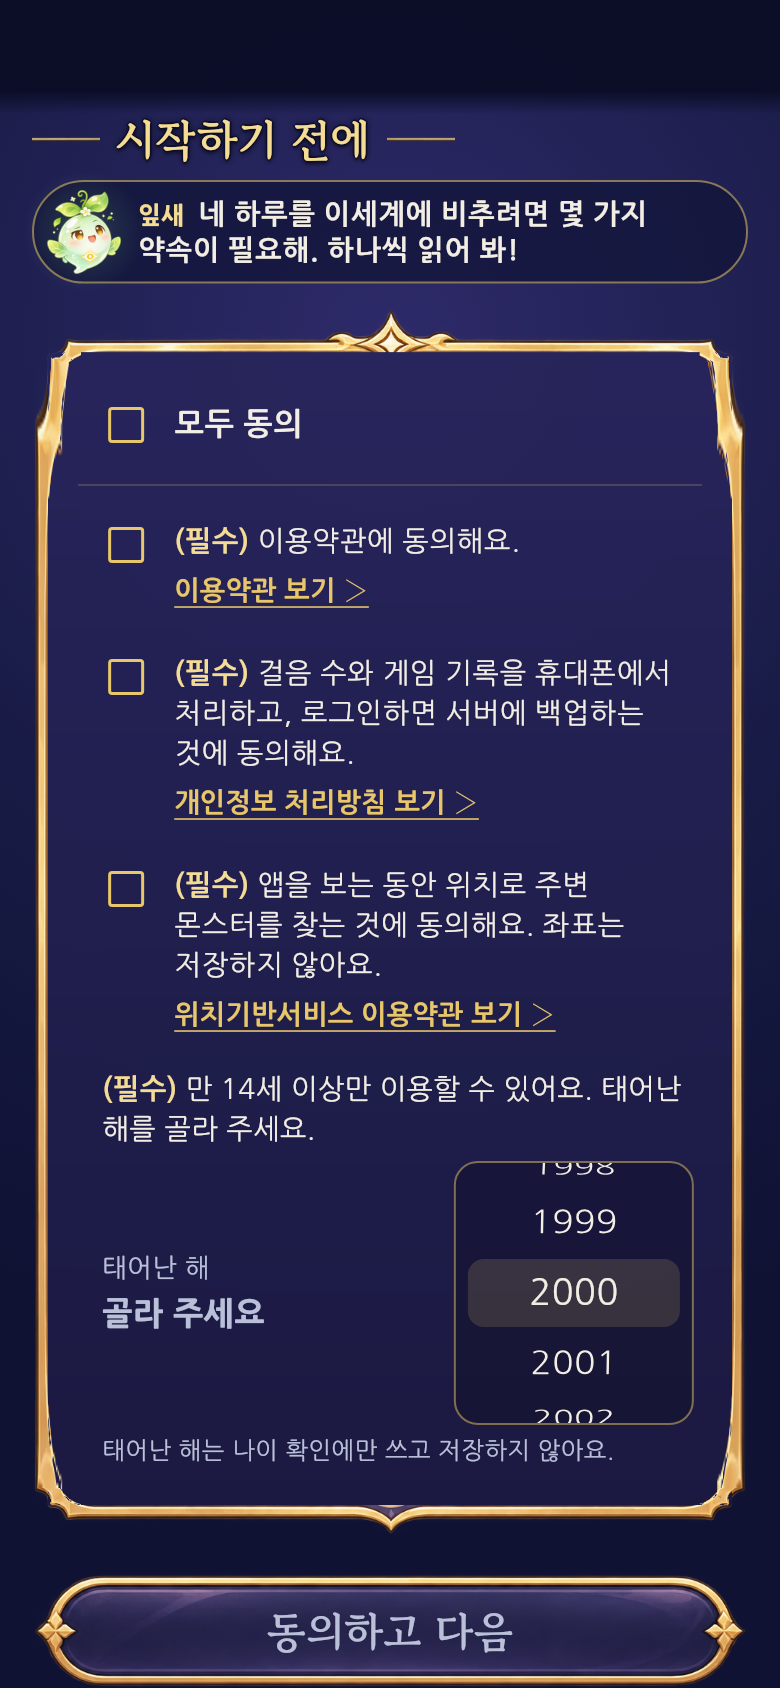 시작하기 전에
잎새 네 하루를 이세계에 비추려면 몇 가지
약속이 필요해. 하나씩 읽어 봐!
모두 동의
(필수) 이용약관에 동의해요.
이용약관 보기 >
(필수) 걸음 수와 게임 기록을 휴대폰에서
처리하고, 로그인하면 서버에 백업하는
것에 동의해요.
개인정보 처리방침 보기 >
(필수) 앱을 보는 동안 위치로 주변
몬스터를 찾는 것에 동의해요. 좌표는
저장하지 않아요.
위치기반서비스 이용약관 보기 >
(필수) 만 14세 이상만 이용할 수 있어요. 태어난
해를 골라 주세요.
1998
1999
태어난 해
2000
골라 주세요
2001
2002
태어난 해는 나이 확인에만 쓰고 저장하지 않아요.
동의하고 다음